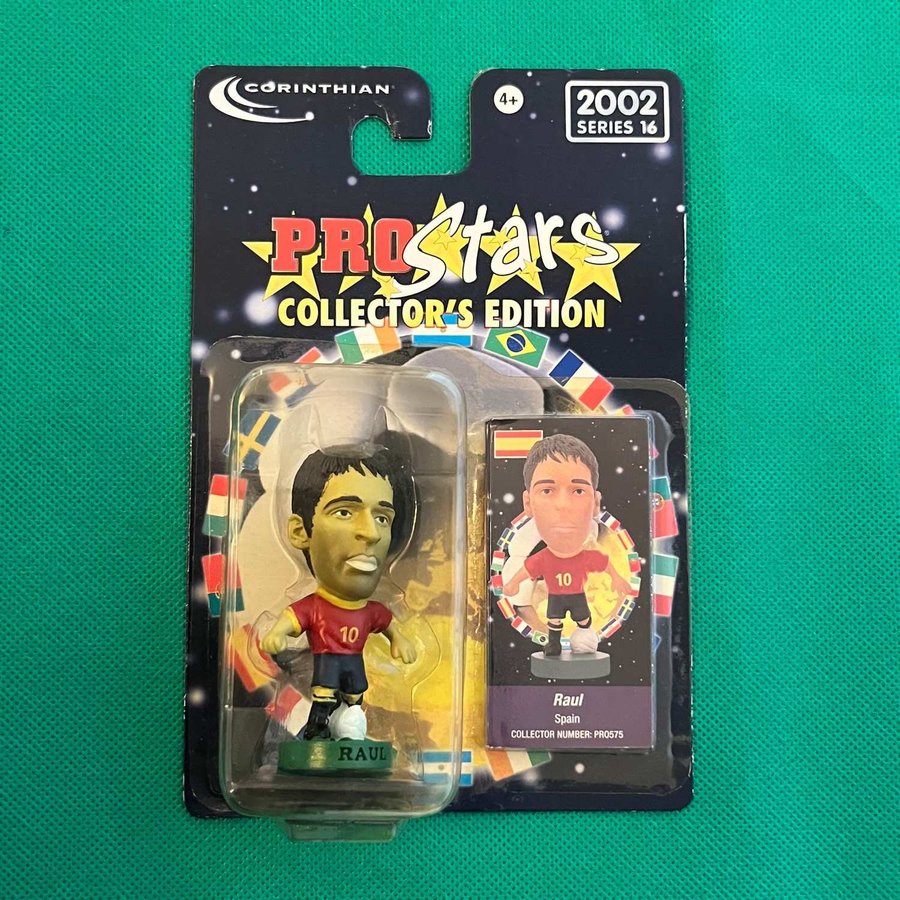 CORINTHIAN
4+
2002
SERIES 16
PROStars
COLLECTOR'S EDITION
10
RAUL
10
Raul
Spain
COLLECTOR NUMBER: PRO575